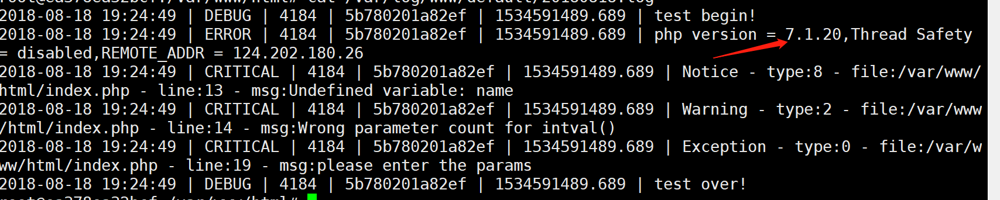 2018-08-18 19:24:49 | DEBUG | 4184 | 5b780201a82ef | 1534591489.689 | test begin!
2018-08-18 19:24:49 | ERROR | 4184 | 5b780201a82ef | 1534591489.689 | php version = 7.1.20,Thread Safety
= disabled,REMOTE_ADDR = 124.202.180.26
2018-08-18 19:24:49 | CRITICAL | 4184 | 5b780201a82ef | 1534591489.689 | Notice - type:8 - file:/var/www/
html/index.php - line:13 - msg:Undefined variable: name
2018-08-18 19:24:49 | CRITICAL | 4184 | 5b780201a82ef | 1534591489.689 | Warning - type:2 - file:/var/www
/html/index.php - line:14 - msg:Wrong parameter count for intval()
2018-08-18 19:24:49 | CRITICAL | 4184 | 5b780201a82ef | 1534591489.689 | Exception - type:0 - file:/var/w
ww/html/index.php - line:19 - msg:please enter the params
2018-08-18 19:24:49 | DEBUG | 4184 | 5b780201a82ef | 1534591489.689 | test over!